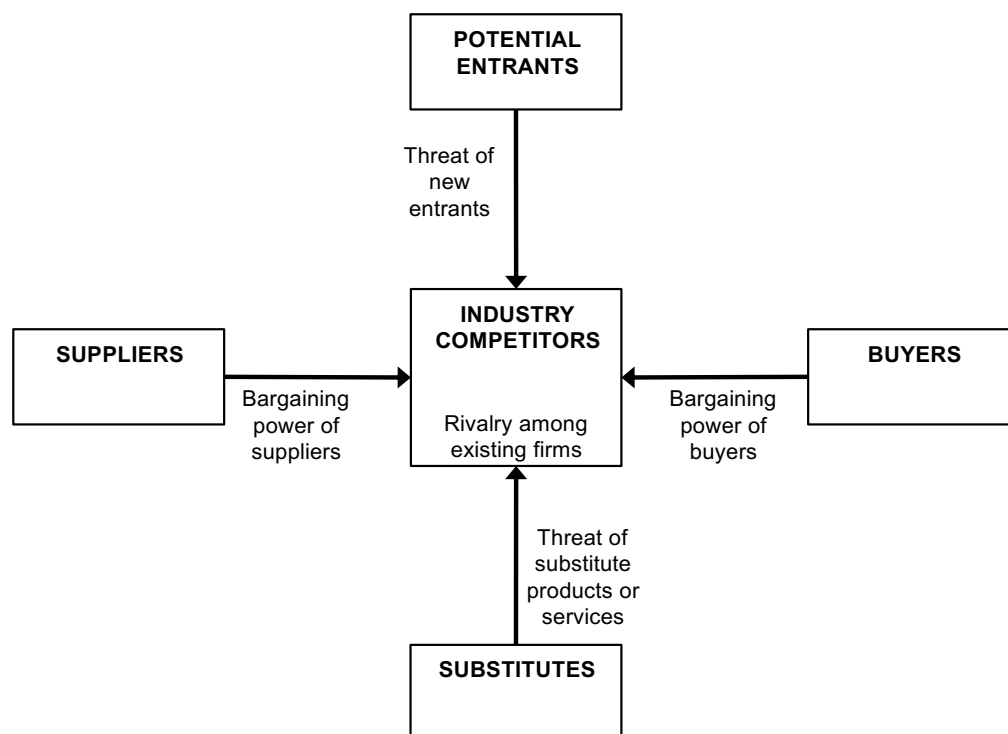 POTENTIAL
ENTRANTS
Threat of
new
entrants
INDUSTRY
COMPETITORS
Rivalry among
existing firms
SUPPLIERS
Bargaining
power of
suppliers
BUYERS
Bargaining
power of
buyers
Threat of
substitute
products or
services
SUBSTITUTES